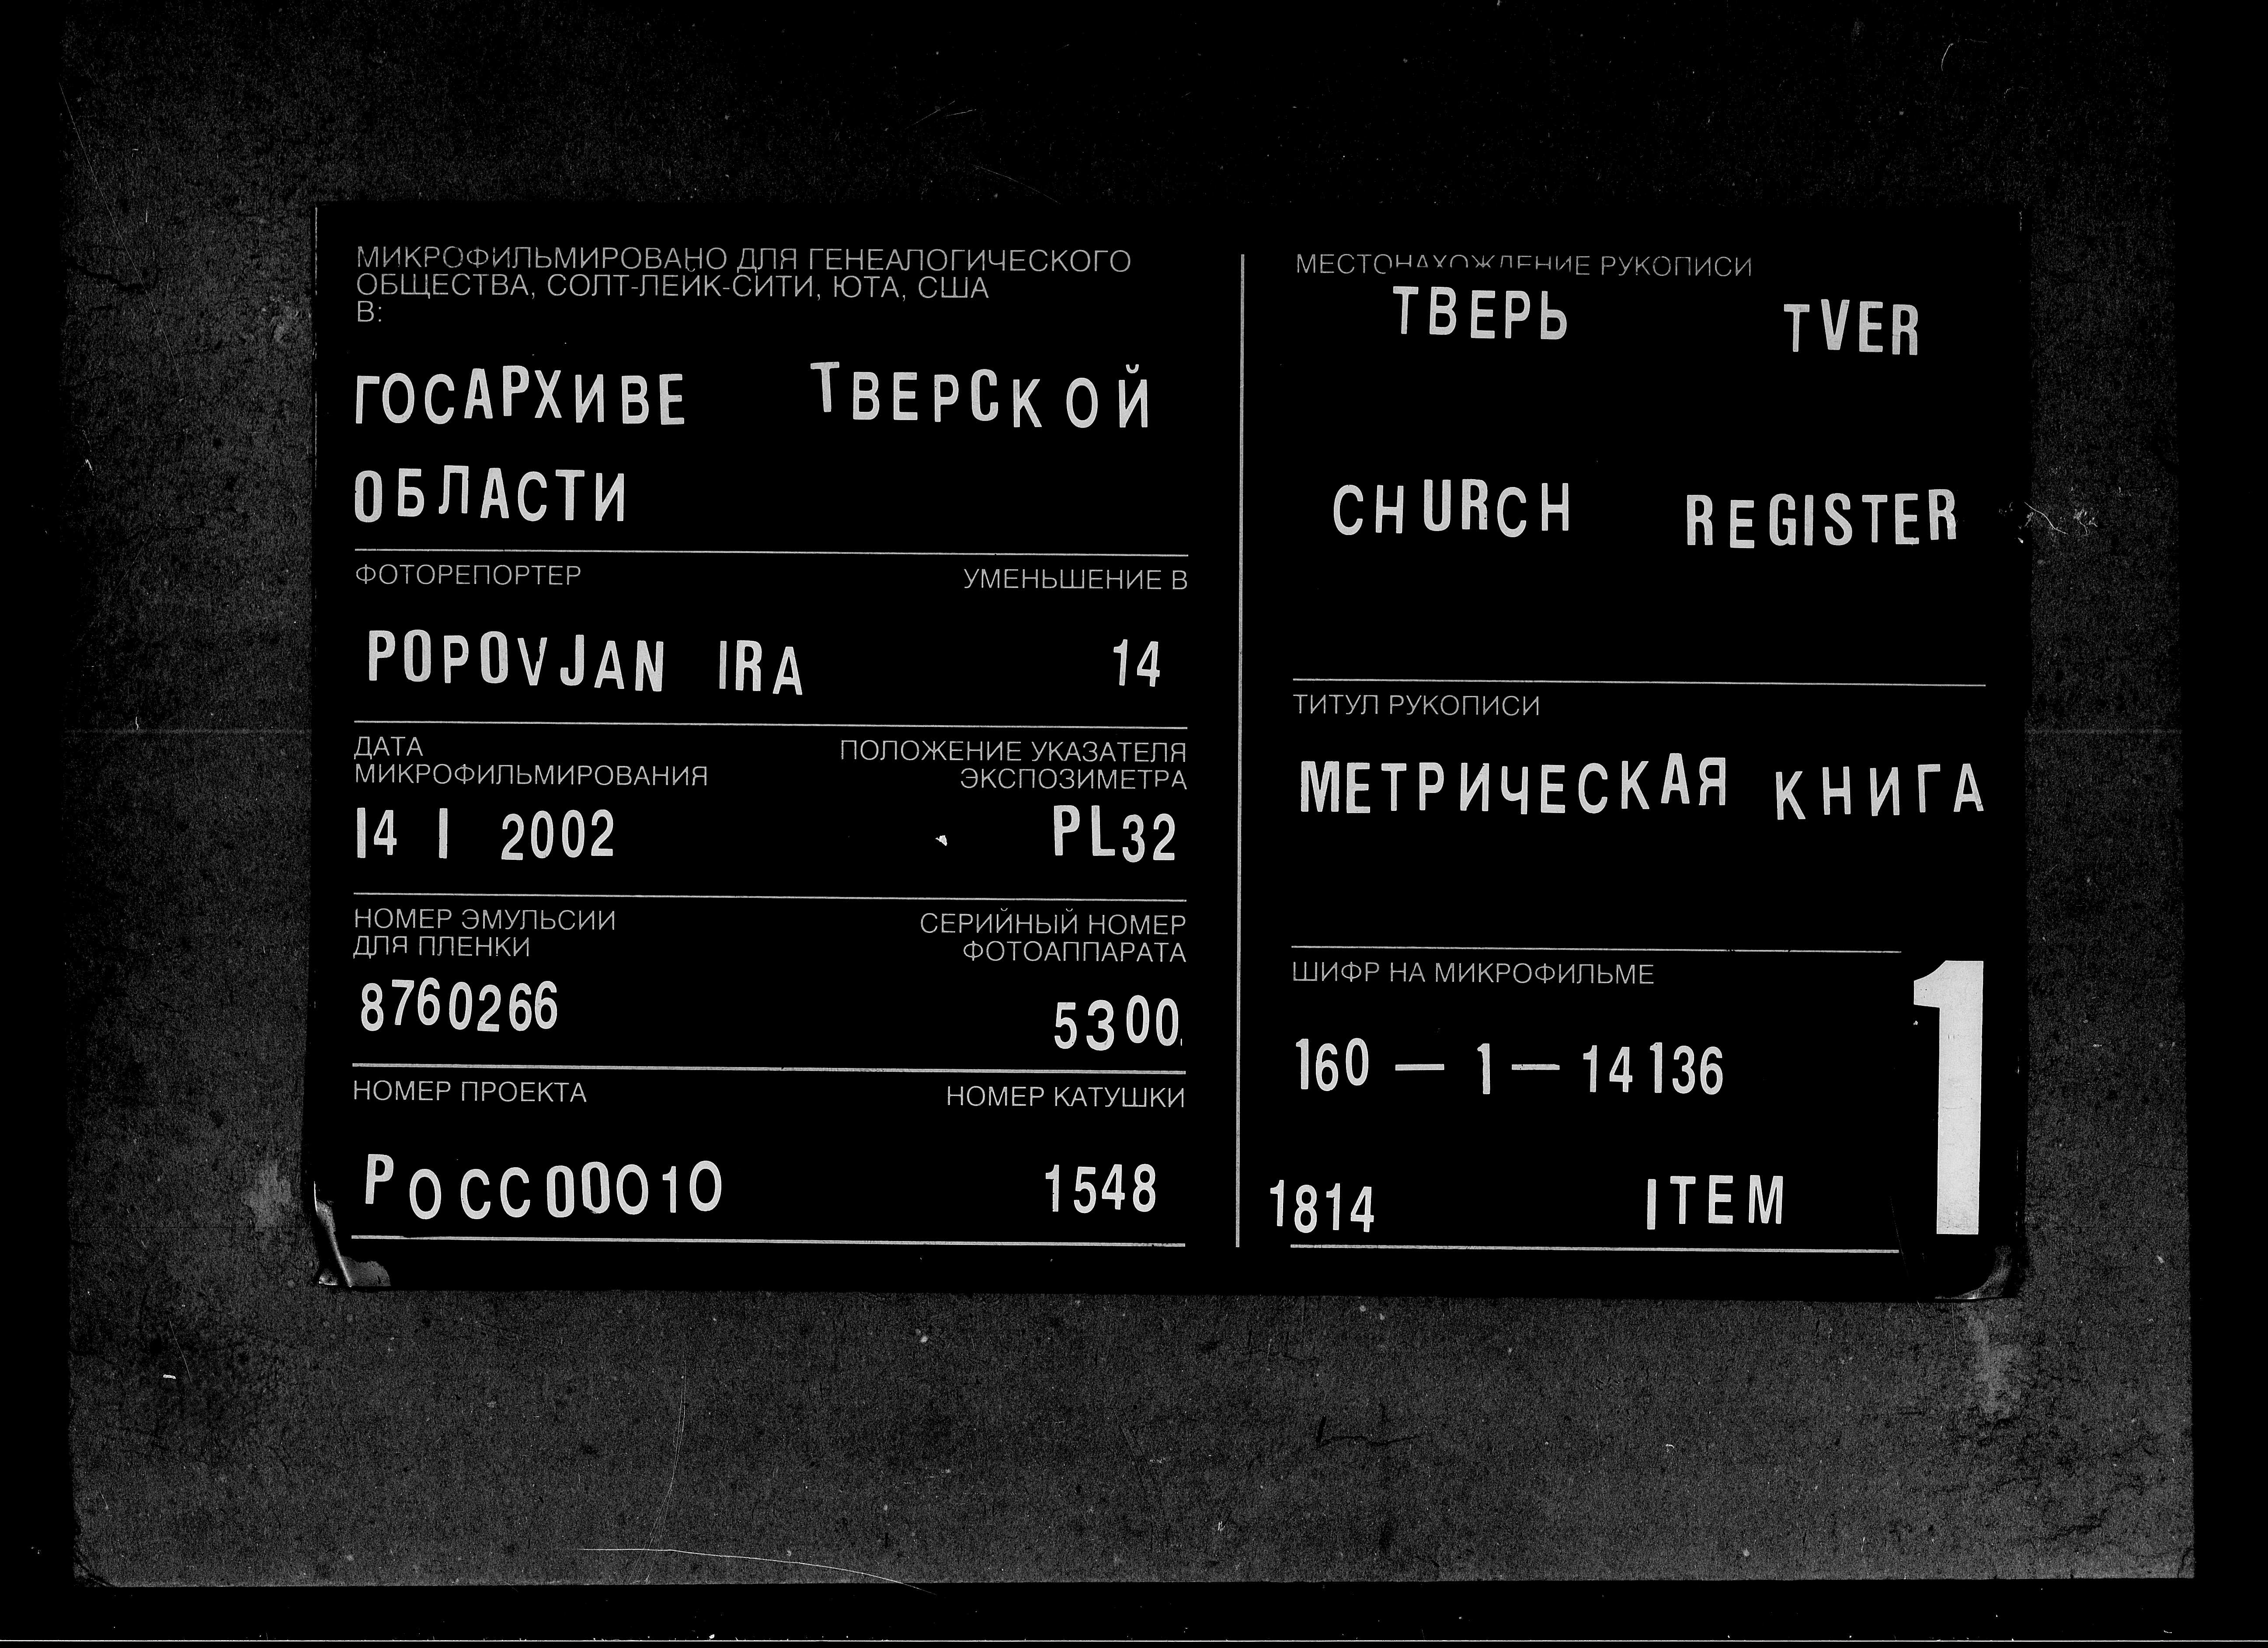 МИКРОФИЛЬМИРОВАНО ДЛЯ ГЕНЕАЛОГИЧЕСКОГО
ОБЩЕСТВА, СОЛТ-ЛЕЙК-СИТИ, ЮТА, США
В:
ГОСАРХИВЕ ТВЕРСКОЙ
ОБЛАСТИ
ФОТОРЕПОРТЕР УМЕНЬШЕНИЕ В
POPOVJAN IRA 14
ДАТА ПОЛОЖЕНИЕ УКАЗАТЕЛЯ
МИКРОФИЛЬМИРОВАНИЯ ЭКСПОЗИМЕТРА
14 I 2002 PL32
НОМЕР ЭМУЛЬСИИ СЕРИЙНЫЙ НОМЕР
ДЛЯ ПЛЕНКИ ФОТОАППАРАТА
8760266 5300
НОМЕР ПРОЕКТА НОМЕР КАТУШКИ
РОСС00010 1548
МЕСТОНАХОЖДЕНИЕ РУКОПИСИ
ТВЕРЬ TVER
CHURCH REGISTER
ТИТУЛ РУКОПИСИ
МЕТРИЧЕСКАЯ КНИГА
ШИФР НА МИКРОФИЛЬМЕ
160 — 1 — 14136
1814 ITEM 1